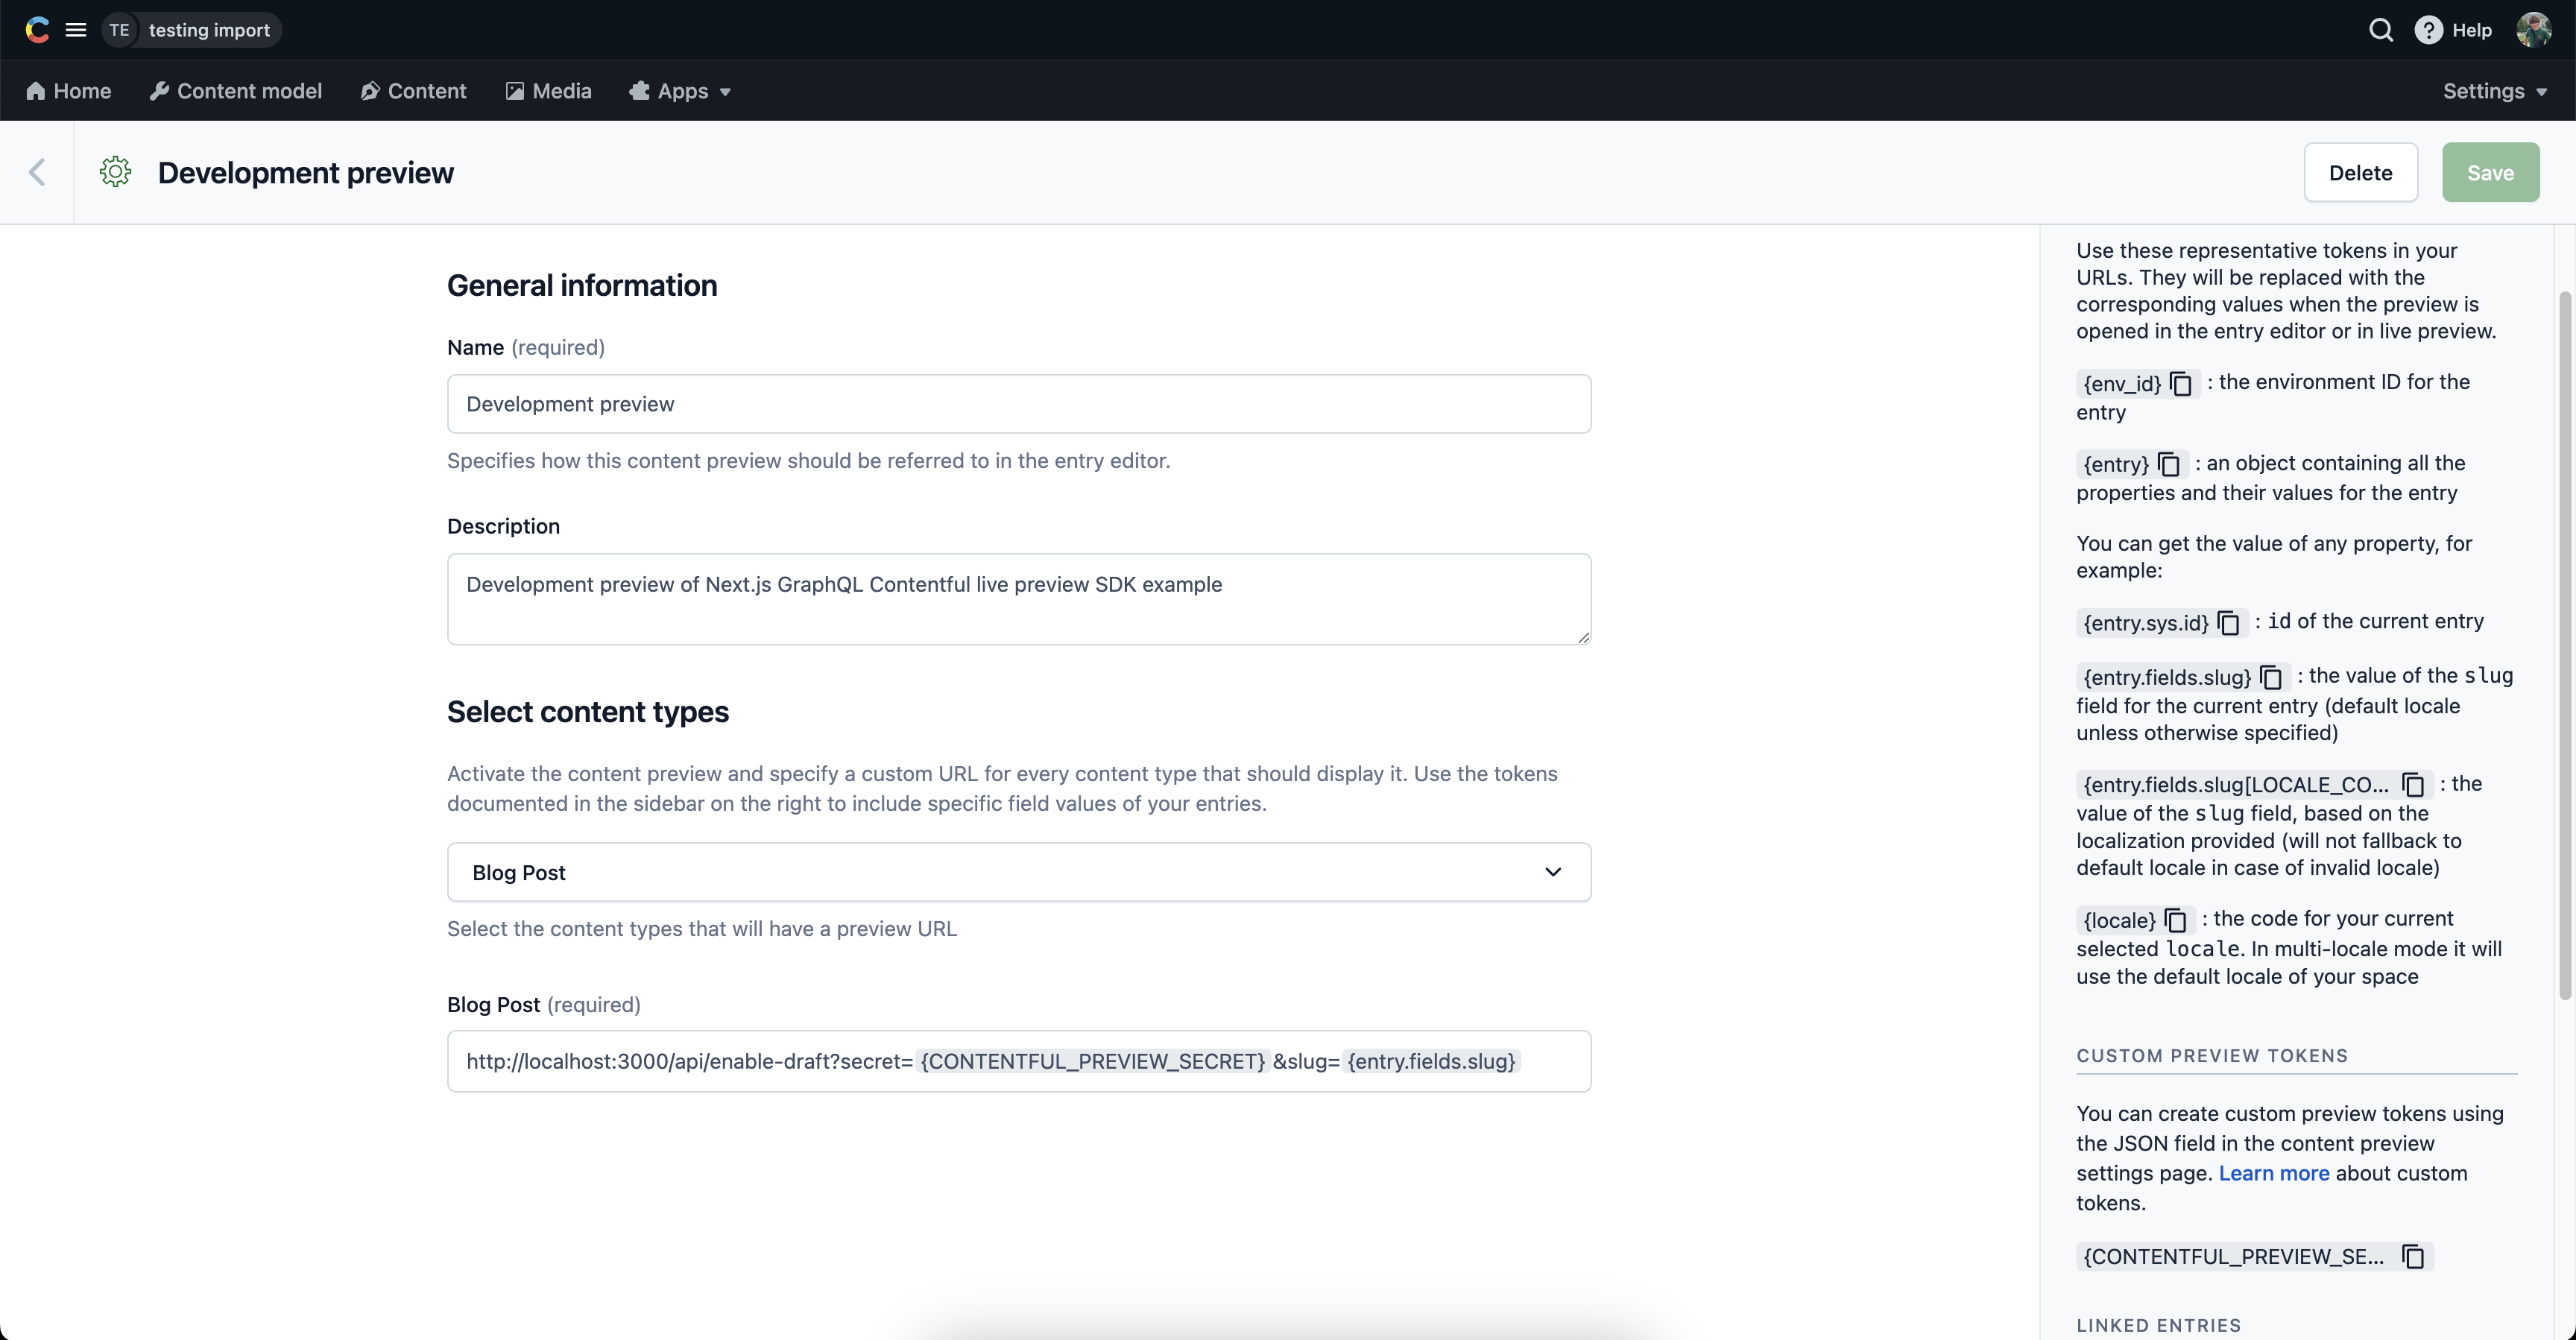 TE testing import
Help
Home Content model Content Media Apps
Settings
Development preview
Delete Save
General information
Name (required)
Development preview
Specifies how this content preview should be referred to in the entry editor.
Description
Development preview of Next.js GraphQL Contentful live preview SDK example
Select content types
Activate the content preview and specify a custom URL for every content type that should display it. Use the tokens
documented in the sidebar on the right to include specific field values of your entries.
Blog Post
Select the content types that will have a preview URL
Blog Post (required)
http://localhost:3000/api/enable-draft?secret={CONTENTFUL_PREVIEW_SECRET}&slug={entry.fields.slug}
Use these representative tokens in your
URLs. They will be replaced with the
corresponding values when the preview is
opened in the entry editor or in live preview.
{env_id} : the environment ID for the
entry
{entry} : an object containing all the
properties and their values for the entry
You can get the value of any property, for
example:
{entry.sys.id} : id of the current entry
{entry.fields.slug} : the value of the slug
field for the current entry (default locale
unless otherwise specified)
{entry.fields.slug[LOCALE_CO... : the
value of the slug field, based on the
localization provided (will not fallback to
default locale in case of invalid locale)
{locale} : the code for your current
selected locale. In multi-locale mode it will
use the default locale of your space
CUSTOM PREVIEW TOKENS
You can create custom preview tokens using
the JSON field in the content preview
settings page. Learn more about custom
tokens.
{CONTENTFUL_PREVIEW_SE...
LINKED ENTRIES